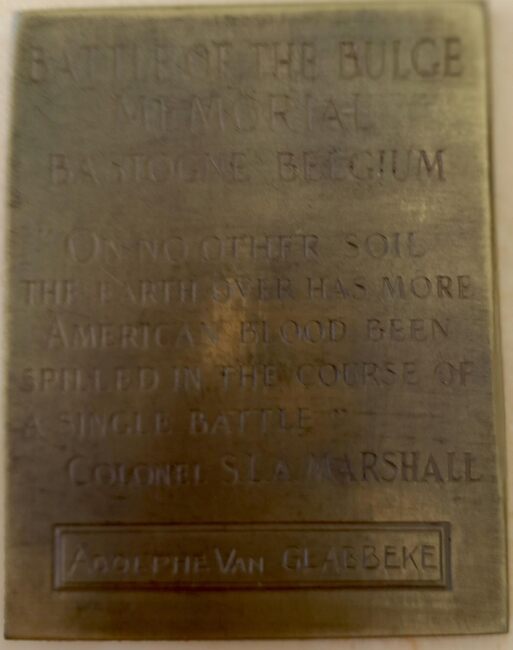 BATTLE OF THE BULGE
MEMORIAL
BASTOGNE BELGIUM
"ON NO OTHER SOIL
THE EARTH OVER HAS MORE
AMERICAN BLOOD BEEN
SPILLED IN THE COURSE OF
A SINGLE BATTLE"
COLONEL S.L.A. MARSHALL
ADOLPHE VAN GLABBEKE